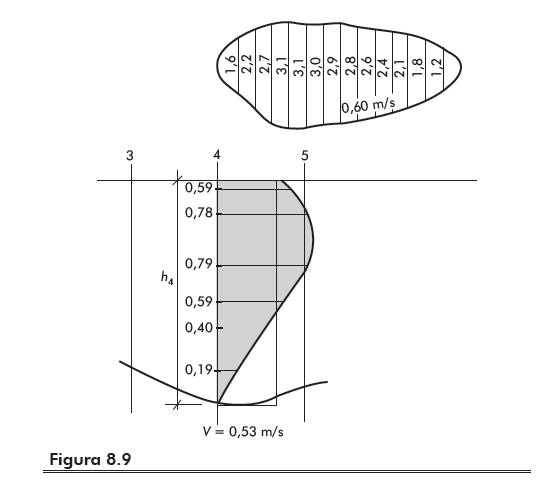 1,6 2,2 2,7 3,1 3,1 3,0 2,9 2,8 2,6 2,4 2,1 1,8 1,2
0,60 m/s
3 4 5
0,59
0,78
0,79
h4
0,59
0,40
0,19
V = 0,53 m/s
Figura 8.9